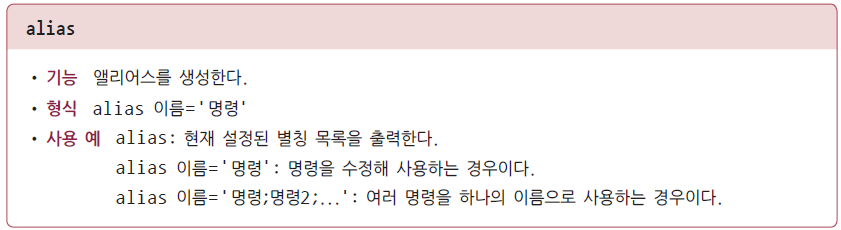 alias
• 기능 앨리어스를 생성한다.
• 형식 alias 이름='명령'
• 사용 예 alias: 현재 설정된 별칭 목록을 출력한다.
alias 이름='명령': 명령을 수정해 사용하는 경우이다.
alias 이름='명령;명령2;...': 여러 명령을 하나의 이름으로 사용하는 경우이다.